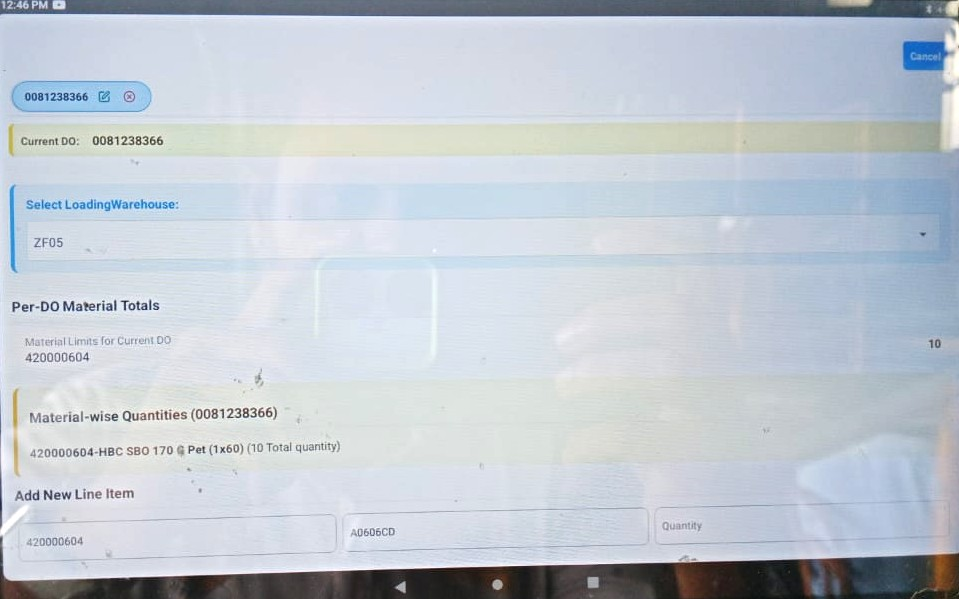 12:46 PM
Cancel
0081238366
Current DO: 0081238366
Select LoadingWarehouse:
ZF05
Per-DO Material Totals
Material Limits for Current DO
420000604
10
Material-wise Quantities (0081238366)
420000604-HBC SBO 170 G Pet (1x60) (10 Total quantity)
Add New Line Item
420000604
A0606CD
Quantity